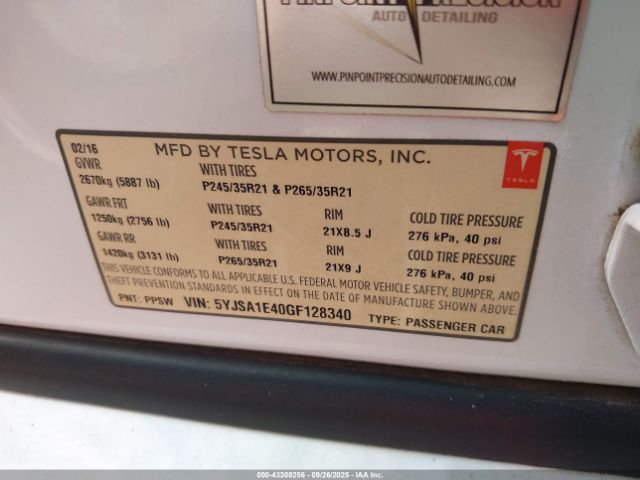 PINPOINT PRECISION
AUTO DETAILING
WWW.PINPOINTPRECISIONAUTODETAILING.COM
02/16
MFD BY TESLA MOTORS, INC.
TESLA
GVWR
WITH TIRES
2670kg (5887 lb)
P245/35R21 & P265/35R21
GAWR FRT
WITH TIRES
RIM
COLD TIRE PRESSURE
1250kg (2756 lb)
P245/35R21
21X8.5 J
276 kPa, 40 psi
GAWR RR
WITH TIRES
RIM
COLD TIRE PRESSURE
1420kg (3131 lb)
P265/35R21
21X9 J
276 kPa, 40 psi
THIS VEHICLE CONFORMS TO ALL APPLICABLE U.S. FEDERAL MOTOR VEHICLE SAFETY, BUMPER, AND
THEFT PREVENTION STANDARDS IN EFFECT ON THE DATE OF MANUFACTURE SHOWN ABOVE.
PNT: PPSW VIN: 5YJSA1E40GF128340 TYPE: PASSENGER CAR
000-43308256 - 09/26/2025 - IAA Inc.